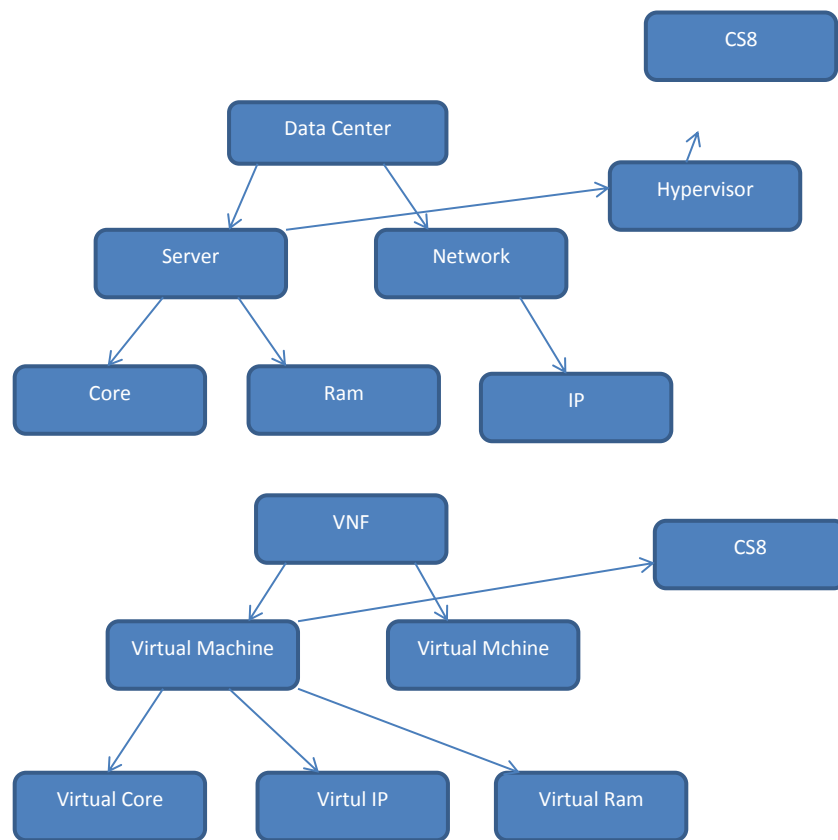 CS8
Data Center
Hypervisor
Server
Network
Core
Ram
IP
VNF
CS8
Virtual Machine
Virtual Mchine
Virtual Core
Virtul IP
Virtual Ram